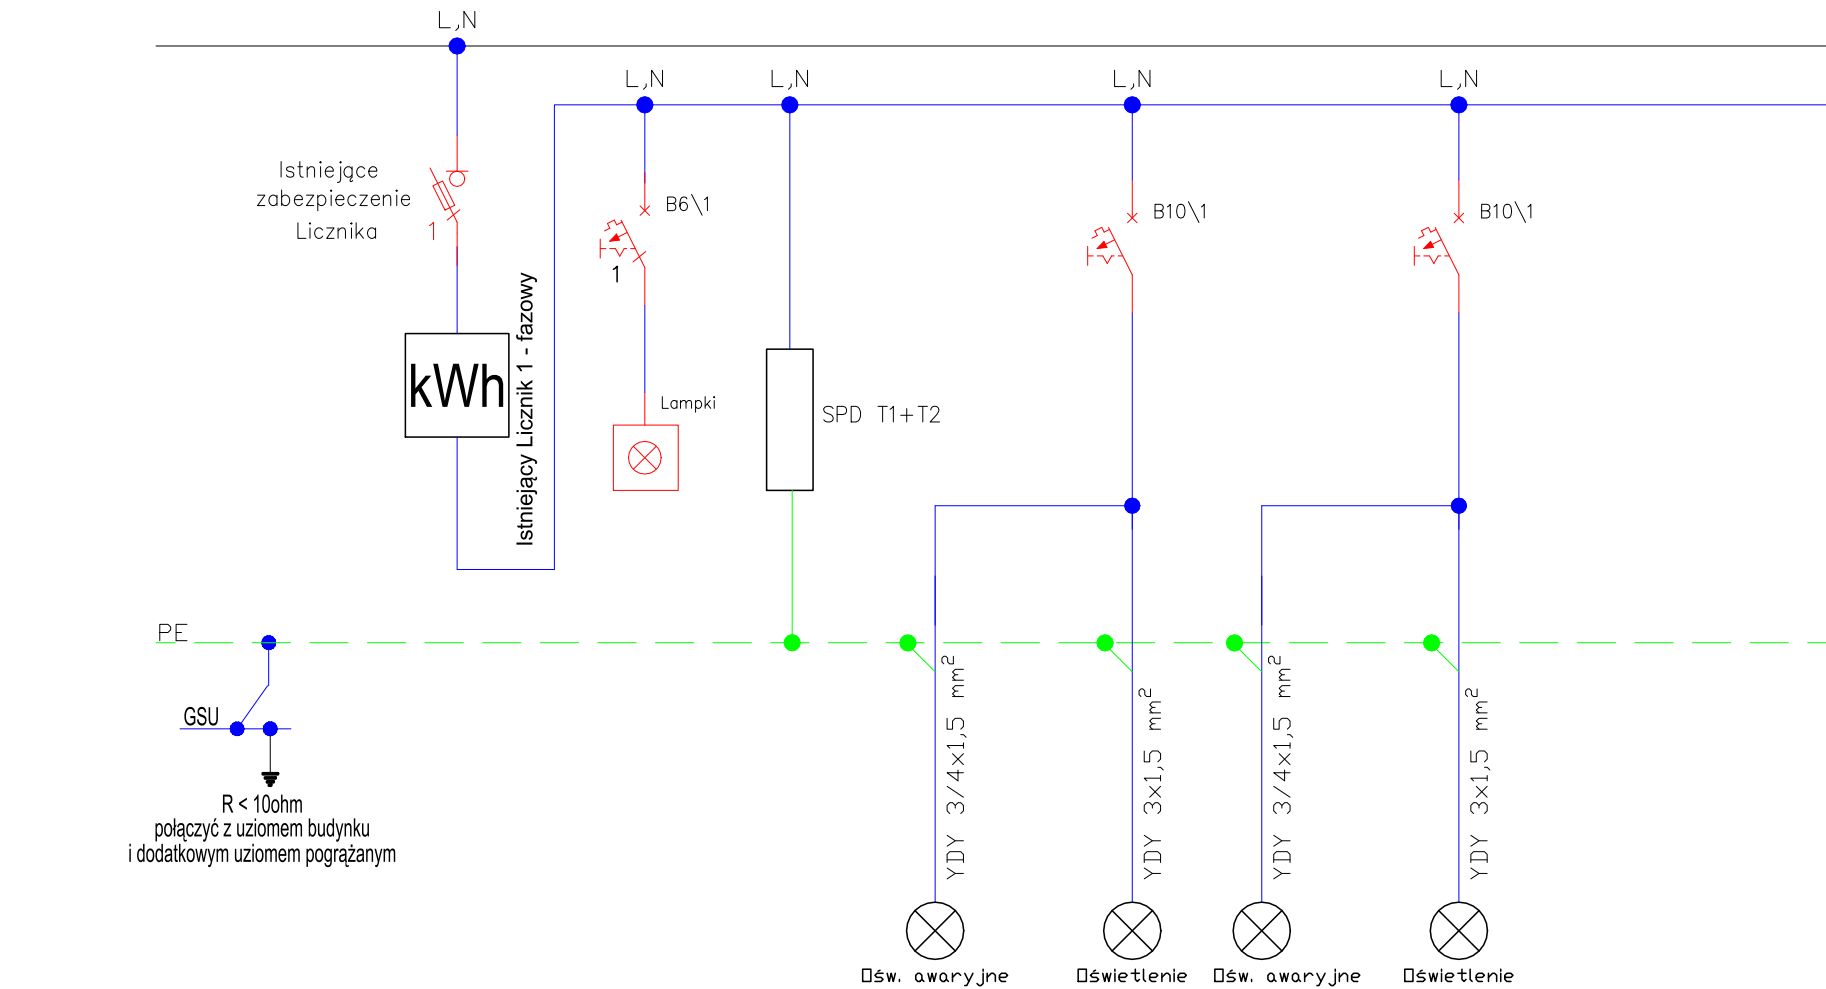 L,N
L,N
L,N
L,N
L,N
Istniejące
zabezpieczenie
Licznika
1
B6\1
1
B10\1
B10\1
kWh
Istniejący Licznik 1 - fazowy
Lampki
SPD T1+T2
PE
GSU
R < 10ohm
połączyć z uziomem budynku
i dodatkowym uziomem pogrążanym
YDY 3/4x1,5 mm²
YDY 3x1,5 mm²
YDY 3/4x1,5 mm²
YDY 3x1,5 mm²
Ośw. awaryjne
Oświetlenie
Ośw. awaryjne
Oświetlenie